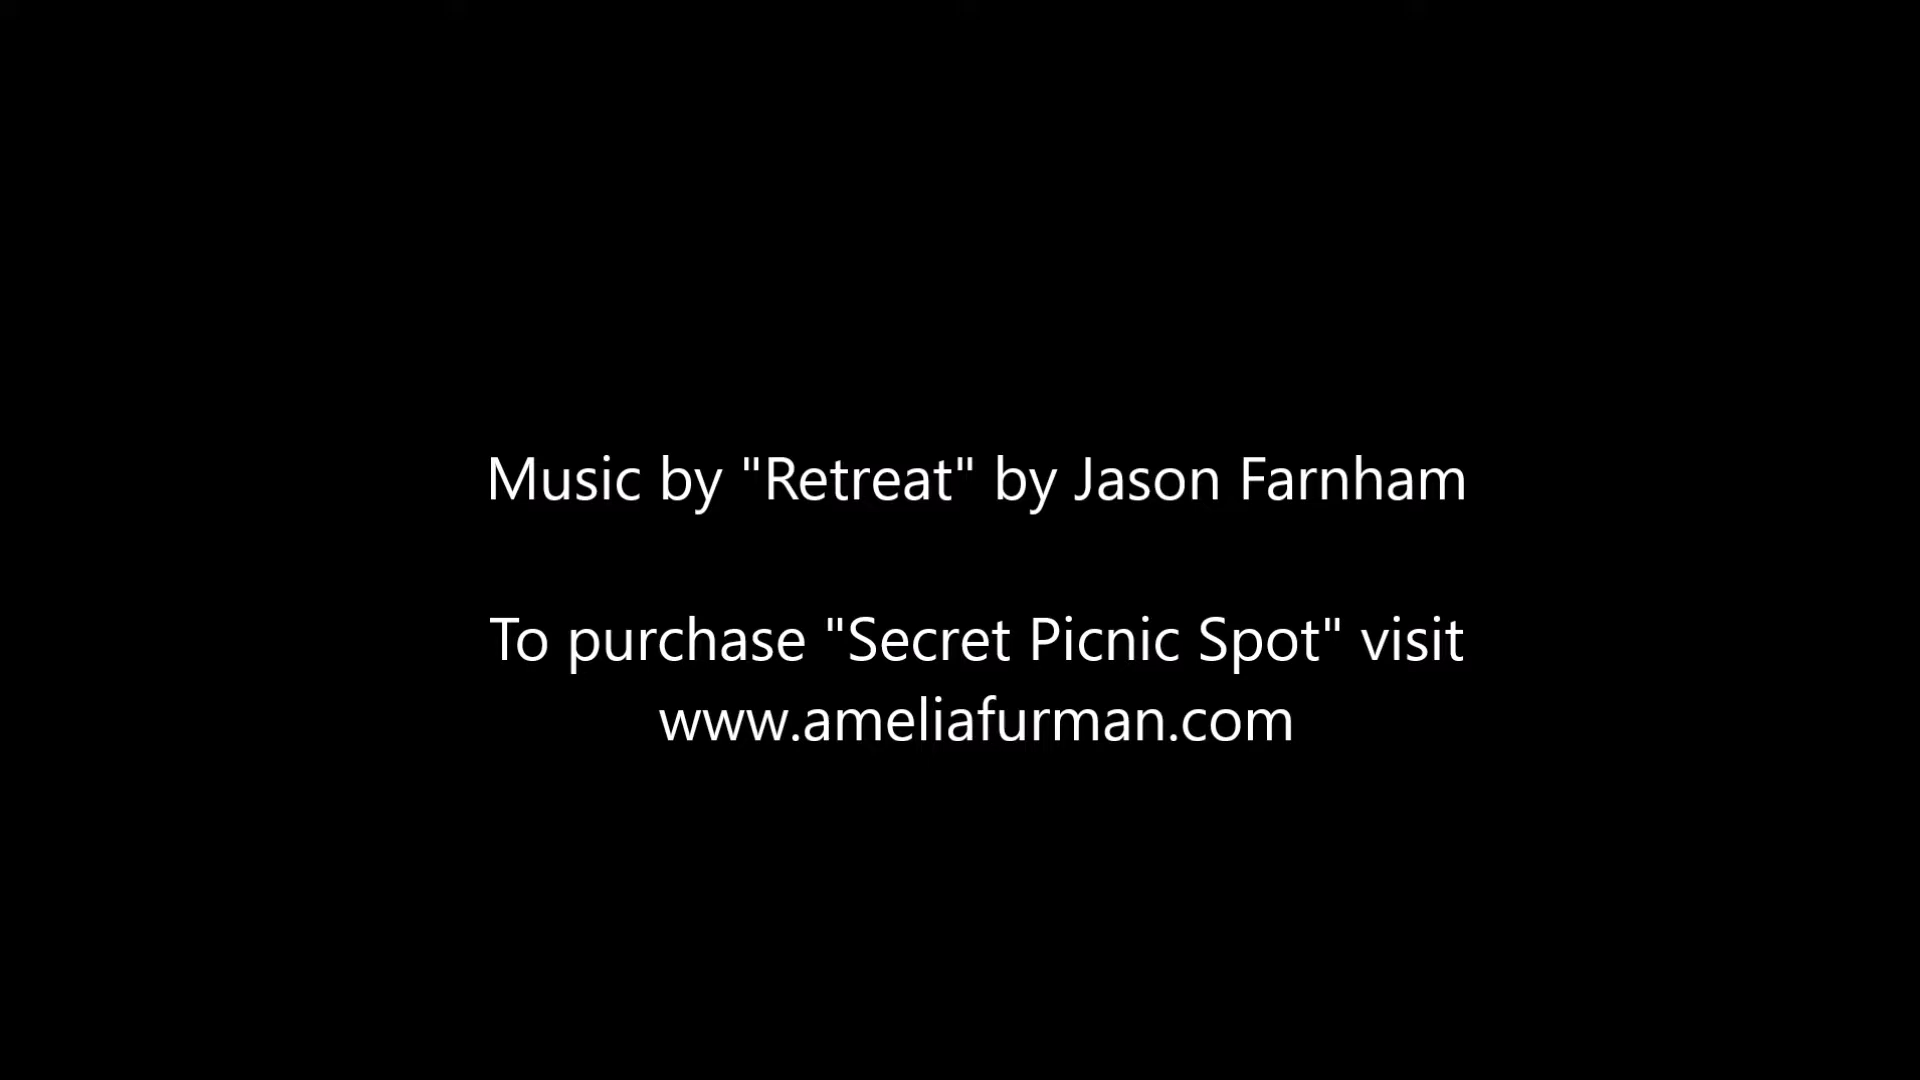 Music by "Retreat" by Jason Farnham
To purchase "Secret Picnic Spot" visit
www.ameliafurman.com